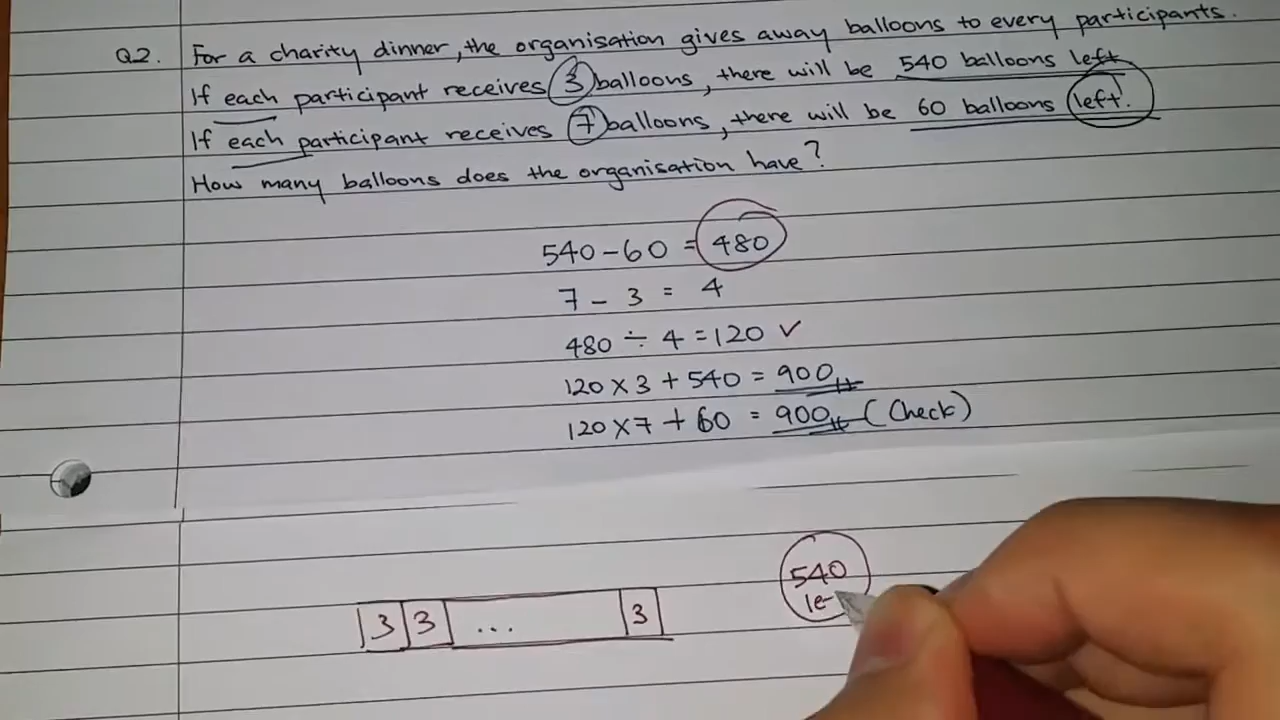 Q2. For a charity dinner, the organisation gives away balloons to every participants.
If each participant receives 3 balloons, there will be 540 balloons left
If each participant receives 7 balloons, there will be 60 balloons left.
How many balloons does the organisation have?
540 - 60 = 480
7 - 3 = 4
480 ÷ 4 = 120 ✓
120 x 3 + 540 = 900
120 x 7 + 60 = 900 (Check)
540
le
3 3 ... 3